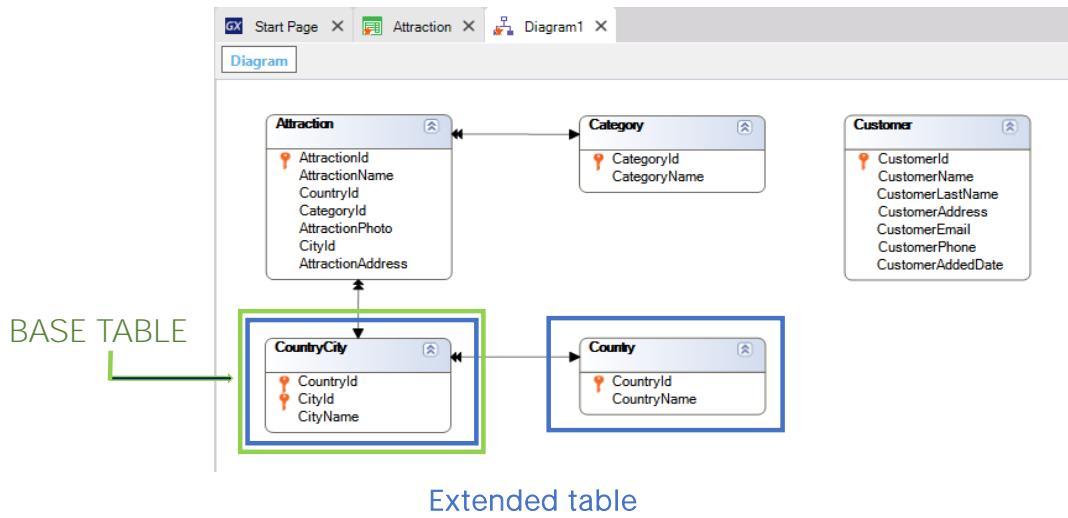 GX Start Page Attraction Diagram1
Diagram
Attraction
AttractionId
AttractionName
CountryId
CategoryId
AttractionPhoto
CityId
AttractionAddress
Category
CategoryId
CategoryName
Customer
CustomerId
CustomerName
CustomerLastName
CustomerAddress
CustomerEmail
CustomerPhone
CustomerAddedDate
BASE TABLE
CountryCity
CountryId
CityId
CityName
Country
CountryId
CountryName
Extended table